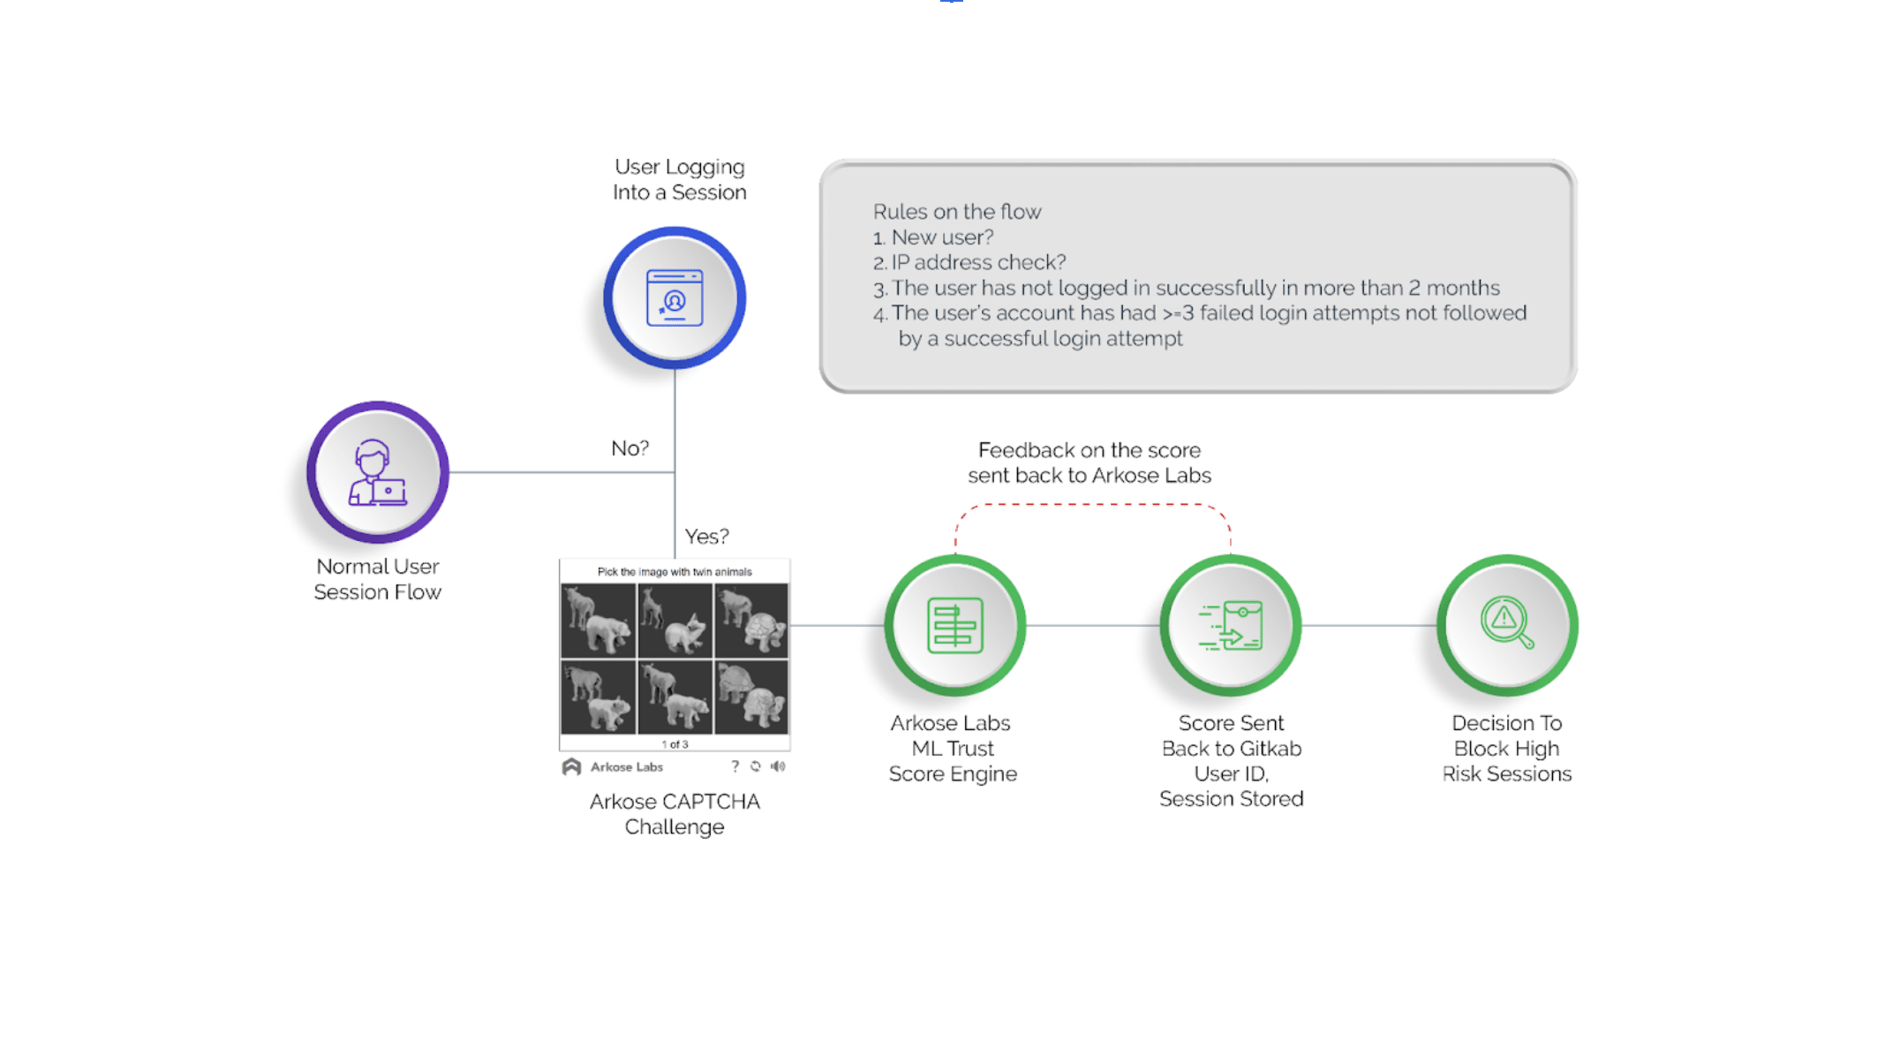 User Logging
Into a Session
Rules on the flow
1. New user?
2. IP address check?
3. The user has not logged in successfully in more than 2 months
4. The user's account has had >=3 failed login attempts not followed
by a successful login attempt
No?
Feedback on the score
sent back to Arkose Labs
Yes?
Normal User
Session Flow
Pick the image with twin animals
1 of 3
Arkose Labs
?
Arkose CAPTCHA
Challenge
Arkose Labs
ML Trust
Score Engine
Score Sent
Back to Gitkab
User ID,
Session Stored
Decision To
Block High
Risk Sessions